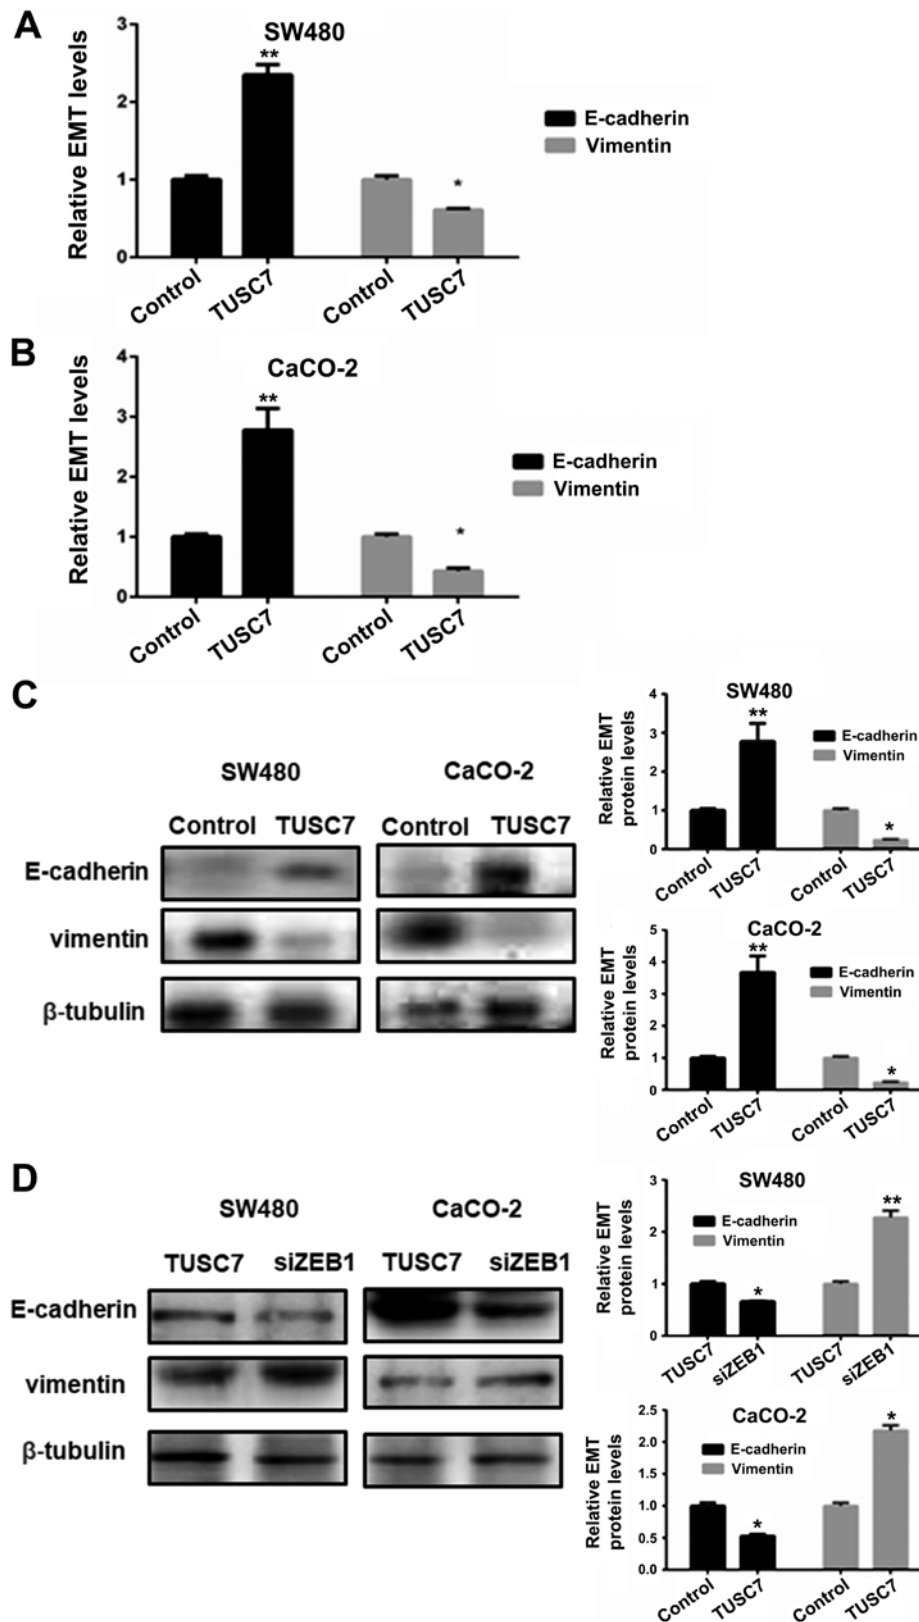 A
SW480
Relative EMT levels
3
2
1
0
**
*
Control
TUSC7
Control
TUSC7
E-cadherin
Vimentin
B
CaCO-2
Relative EMT levels
4
3
2
1
0
**
*
Control
TUSC7
Control
TUSC7
E-cadherin
Vimentin
C
SW480
CaCO-2
Control TUSC7
Control TUSC7
E-cadherin
vimentin
β-tubulin
SW480
Relative EMT
protein levels
4
3
2
1
0
**
*
Control
TUSC7
Control
TUSC7
E-cadherin
Vimentin
CaCO-2
Relative EMT
protein levels
5
4
3
2
1
0
**
*
Control
TUSC7
Control
TUSC7
E-cadherin
Vimentin
D
SW480
CaCO-2
TUSC7 siZEB1
TUSC7 siZEB1
E-cadherin
vimentin
β-tubulin
SW480
Relative EMT
protein levels
3
2
1
0
*
**
TUSC7
siZEB1
TUSC7
siZEB1
E-cadherin
Vimentin
CaCO-2
Relative EMT
protein levels
2.5
2.0
1.5
1.0
0.5
0.0
*
*
Control
TUSC7
Control
TUSC7
E-cadherin
Vimentin